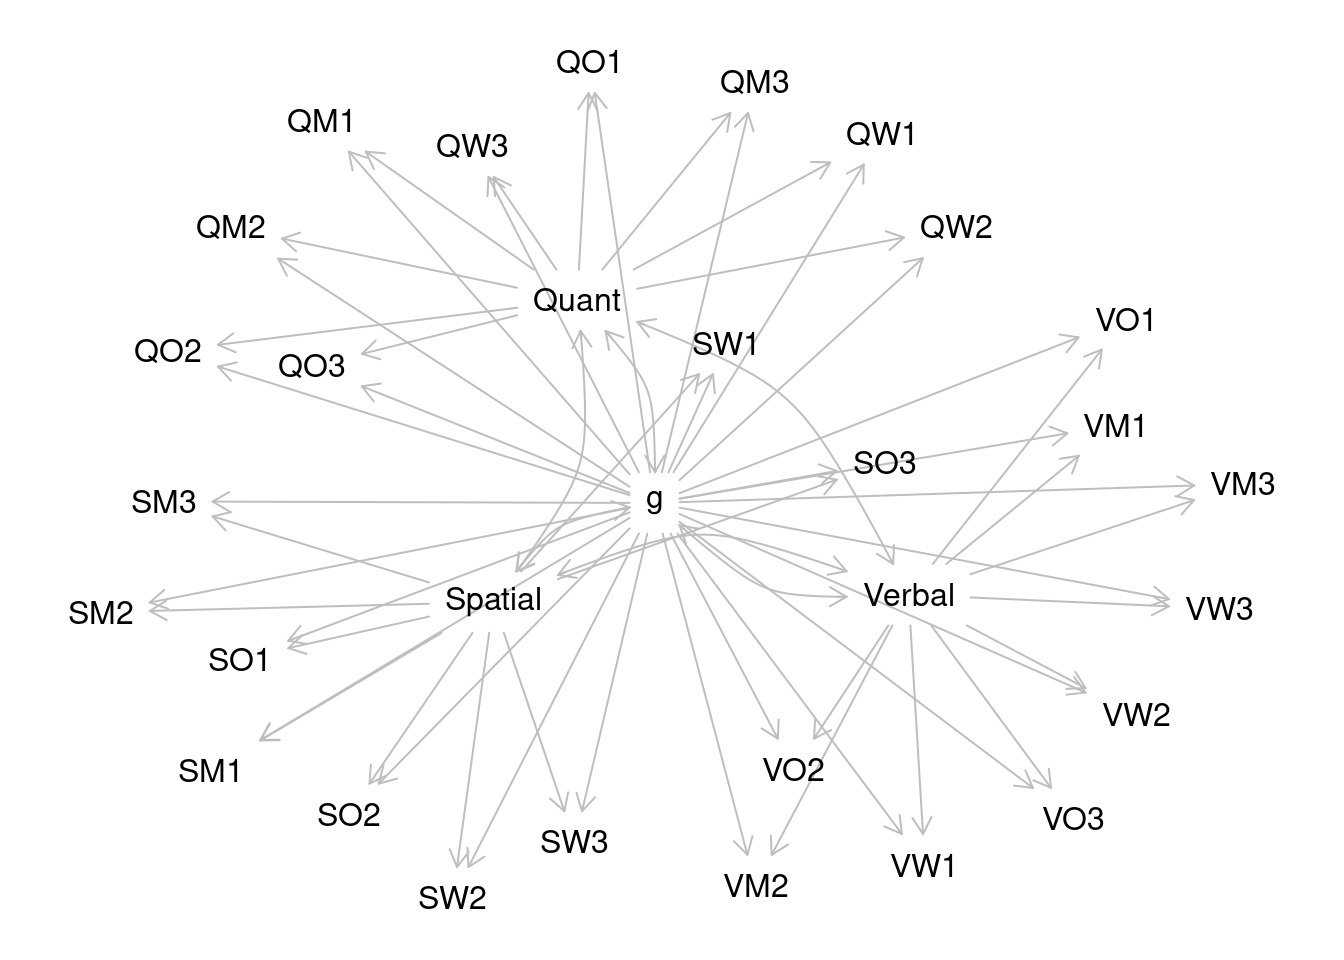 QO1
QM3
QM1
QW1
QW3
QM2
QW2
Quant
VO1
SW1
QO2
QO3
VM1
SO3
VM3
g
SM3
Verbal
Spatial
VW3
SM2
SO1
VW2
SM1
VO2
SO2
VO3
SW3
VW1
VM2
SW2